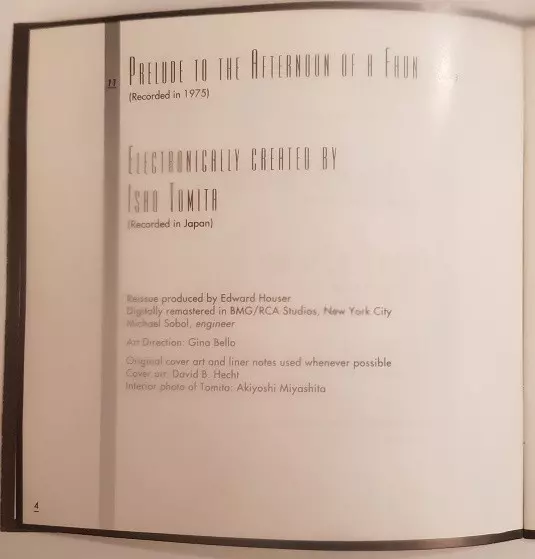 11
PRELUDE TO THE AFTERNOON OF A FAUN
(Recorded in 1975)
ELECTRONICALLY CREATED BY
ISAO TOMITA
(Recorded in Japan)
Reissue produced by Edward Houser
Digitally remastered in BMG/RCA Studios, New York City
Michael Sobol, engineer
Art Direction: Gina Bello
Original cover art and liner notes used whenever possible
Cover art: David B. Hecht
Interior photo of Tomita: Akiyoshi Miyashita
4